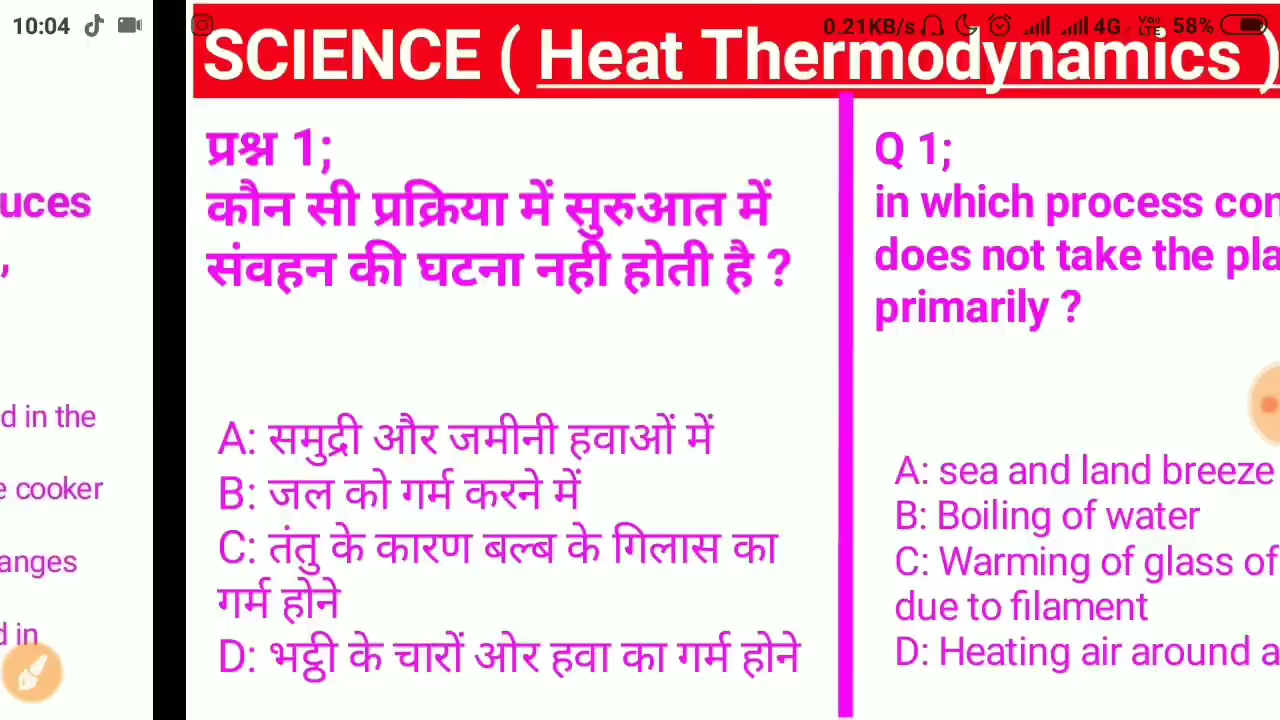 10:04
0.21KB/s 4G VoLTE 58%
SCIENCE ( Heat Thermodynamics )
uces
,
d in the
e cooker
anges
d in
प्रश्न 1;
कौन सी प्रक्रिया में सुरुआत में
संवहन की घटना नही होती है ?
A: समुद्री और जमीनी हवाओं में
B: जल को गर्म करने में
C: तंतु के कारण बल्ब के गिलास का
गर्म होने
D: भट्ठी के चारों ओर हवा का गर्म होने
Q 1;
in which process con
does not take the pla
primarily ?
A: sea and land breeze
B: Boiling of water
C: Warming of glass of
due to filament
D: Heating air around a